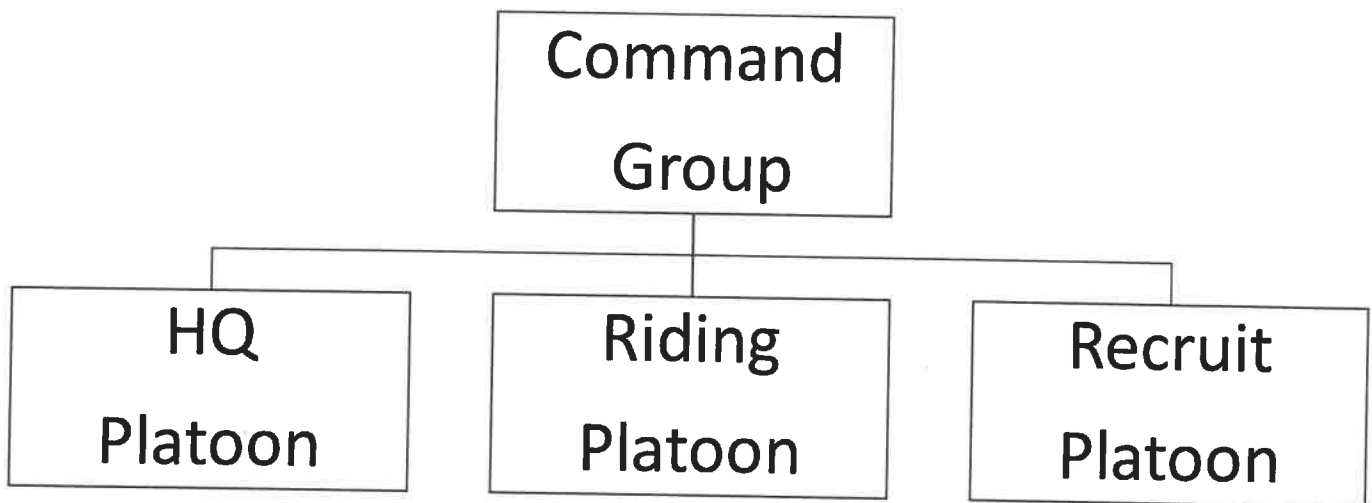 Command
Group
HQ
Platoon
Riding
Platoon
Recruit
Platoon